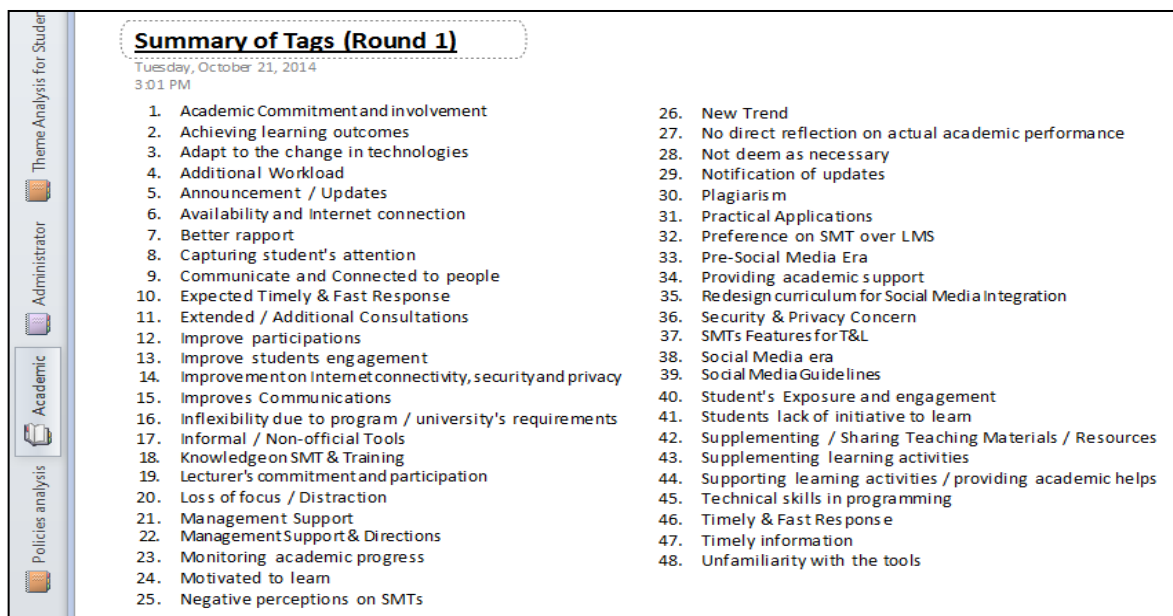 Theme Analysis for Studen
Administrator
Academic
Policies analysis
Summary of Tags (Round 1)
Tuesday, October 21, 2014
3:01 PM
1. Academic Commitment and involvement
2. Achieving learning outcomes
3. Adapt to the change in technologies
4. Additional Workload
5. Announcement / Updates
6. Availability and Internet connection
7. Better rapport
8. Capturing student's attention
9. Communicate and Connected to people
10. Expected Timely & Fast Response
11. Extended / Additional Consultations
12. Improve participations
13. Improve students engagement
14. Improvement on Internet connectivity, security and privacy
15. Improves Communications
16. Inflexibility due to program / university's requirements
17. Informal / Non-official Tools
18. Knowledge on SMT & Training
19. Lecturer's commitment and participation
20. Loss of focus / Distraction
21. Management Support
22. Management Support & Directions
23. Monitoring academic progress
24. Motivated to learn
25. Negative perceptions on SMTs
26. New Trend
27. No direct reflection on actual academic performance
28. Not deem as necessary
29. Notification of updates
30. Plagiarism
31. Practical Applications
32. Preference on SMT over LMS
33. Pre-Social Media Era
34. Providing academic support
35. Redesign curriculum for Social Media Integration
36. Security & Privacy Concern
37. SMTs Features for T&L
38. Social Media era
39. Social Media Guidelines
40. Student's Exposure and engagement
41. Students lack of initiative to learn
42. Supplementing / Sharing Teaching Materials / Resources
43. Supplementing learning activities
44. Supporting learning activities / providing academic helps
45. Technical skills in programming
46. Timely & Fast Response
47. Timely information
48. Unfamiliarity with the tools